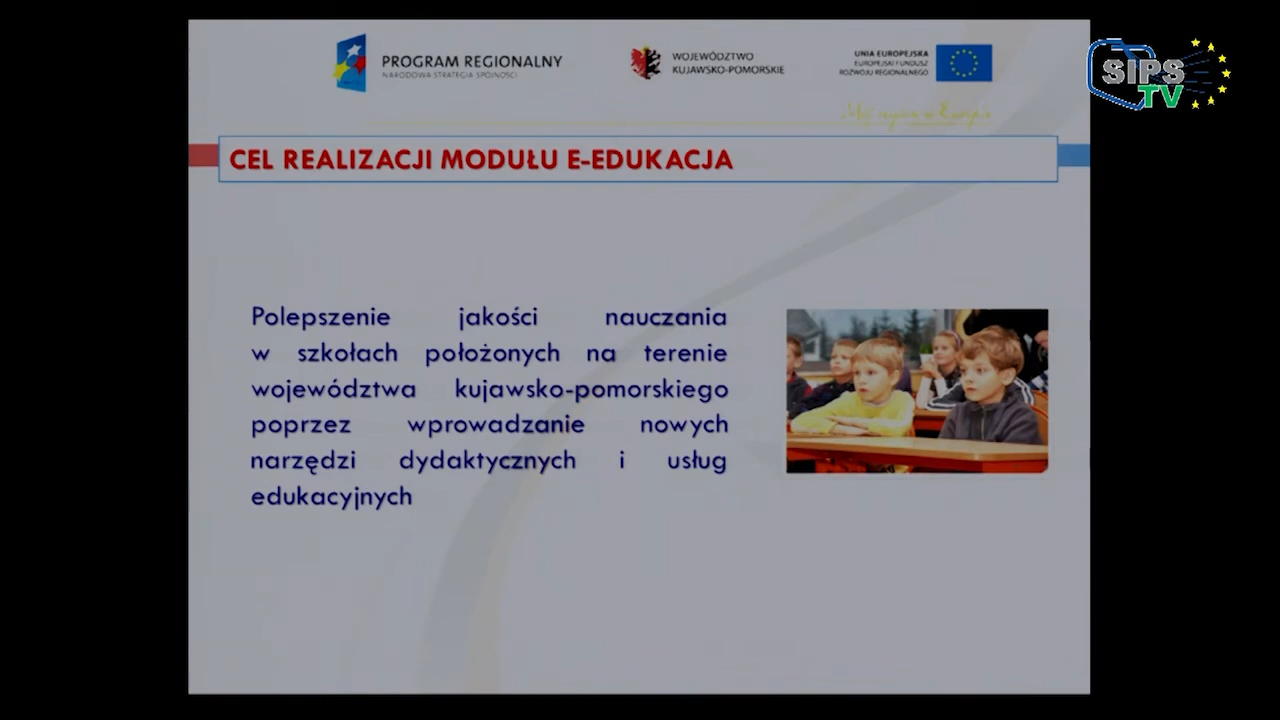 PROGRAM REGIONALNY
NARODOWA STRATEGIA SPÓJNOŚCI
WOJEWÓDZTWO
KUJAWSKO-POMORSKIE
UNIA EUROPEJSKA
EUROPEJSKI FUNDUSZ
ROZWOJU REGIONALNEGO
SIPS
TV
CEL REALIZACJI MODUŁU E-EDUKACJA
Polepszenie jakości nauczania
w szkołach położonych na terenie
województwa kujawsko-pomorskiego
poprzez wprowadzanie nowych
narzędzi dydaktycznych i usług
edukacyjnych